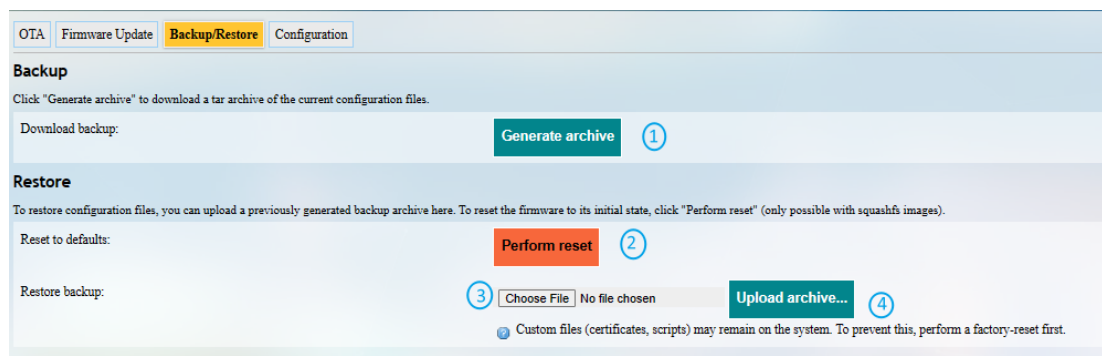 OTA Firmware Update Backup/Restore Configuration
Backup
Click "Generate archive" to download a tar archive of the current configuration files.
Download backup: Generate archive 1
Restore
To restore configuration files, you can upload a previously generated backup archive here. To reset the firmware to its initial state, click "Perform reset" (only possible with squashfs images).
Reset to defaults: Perform reset 2
Restore backup: 3 Choose File No file chosen Upload archive... 4
Custom files (certificates, scripts) may remain on the system. To prevent this, perform a factory-reset first.